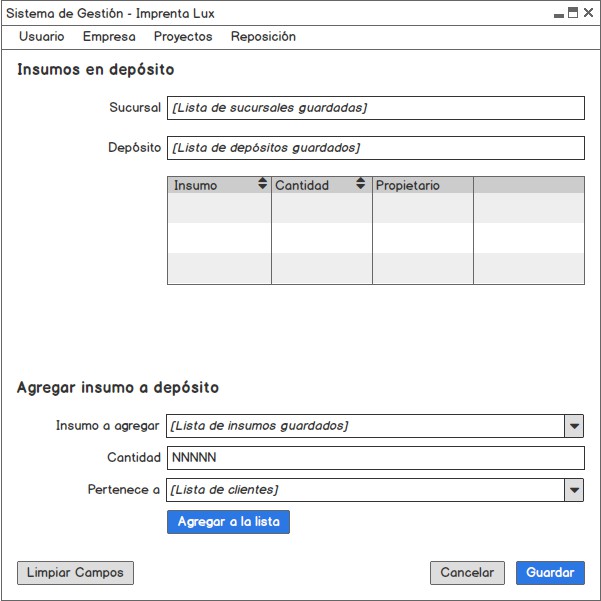 Sistema de Gestión - Imprenta Lux
Usuario Empresa Proyectos Reposición
Insumos en depósito
Sucursal [Lista de sucursales guardadas]
Depósito [Lista de depósitos guardados]
Insumo Cantidad Propietario
Agregar insumo a depósito
Insumo a agregar [Lista de insumos guardados]
Cantidad NNNNN
Pertenece a [Lista de clientes]
Agregar a la lista
Limpiar Campos Cancelar Guardar